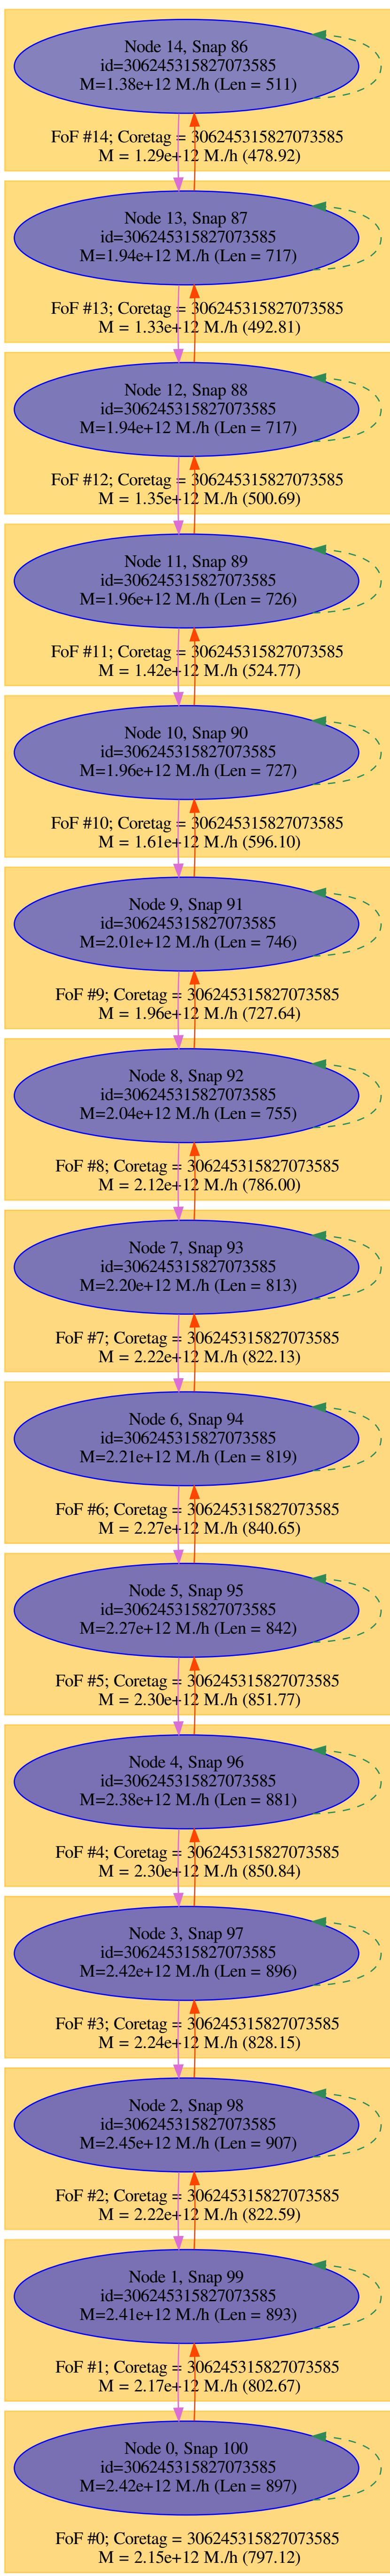 Node 14, Snap 86
id=306245315827073585
M=1.38e+12 M./h (Len = 511)
FoF #14; Coretag = 306245315827073585
M = 1.29e+12 M./h (478.92)
Node 13, Snap 87
id=306245315827073585
M=1.94e+12 M./h (Len = 717)
FoF #13; Coretag = 306245315827073585
M = 1.33e+12 M./h (492.81)
Node 12, Snap 88
id=306245315827073585
M=1.94e+12 M./h (Len = 717)
FoF #12; Coretag = 306245315827073585
M = 1.35e+12 M./h (500.69)
Node 11, Snap 89
id=306245315827073585
M=1.96e+12 M./h (Len = 726)
FoF #11; Coretag = 306245315827073585
M = 1.42e+12 M./h (524.77)
Node 10, Snap 90
id=306245315827073585
M=1.96e+12 M./h (Len = 727)
FoF #10; Coretag = 306245315827073585
M = 1.61e+12 M./h (596.10)
Node 9, Snap 91
id=306245315827073585
M=2.01e+12 M./h (Len = 746)
FoF #9; Coretag = 306245315827073585
M = 1.96e+12 M./h (727.64)
Node 8, Snap 92
id=306245315827073585
M=2.04e+12 M./h (Len = 755)
FoF #8; Coretag = 306245315827073585
M = 2.12e+12 M./h (786.00)
Node 7, Snap 93
id=306245315827073585
M=2.20e+12 M./h (Len = 813)
FoF #7; Coretag = 306245315827073585
M = 2.22e+12 M./h (822.13)
Node 6, Snap 94
id=306245315827073585
M=2.21e+12 M./h (Len = 819)
FoF #6; Coretag = 306245315827073585
M = 2.27e+12 M./h (840.65)
Node 5, Snap 95
id=306245315827073585
M=2.27e+12 M./h (Len = 842)
FoF #5; Coretag = 306245315827073585
M = 2.30e+12 M./h (851.77)
Node 4, Snap 96
id=306245315827073585
M=2.38e+12 M./h (Len = 881)
FoF #4; Coretag = 306245315827073585
M = 2.30e+12 M./h (850.84)
Node 3, Snap 97
id=306245315827073585
M=2.42e+12 M./h (Len = 896)
FoF #3; Coretag = 306245315827073585
M = 2.24e+12 M./h (828.15)
Node 2, Snap 98
id=306245315827073585
M=2.45e+12 M./h (Len = 907)
FoF #2; Coretag = 306245315827073585
M = 2.22e+12 M./h (822.59)
Node 1, Snap 99
id=306245315827073585
M=2.41e+12 M./h (Len = 893)
FoF #1; Coretag = 306245315827073585
M = 2.17e+12 M./h (802.67)
Node 0, Snap 100
id=306245315827073585
M=2.42e+12 M./h (Len = 897)
FoF #0; Coretag = 306245315827073585
M = 2.15e+12 M./h (797.12)